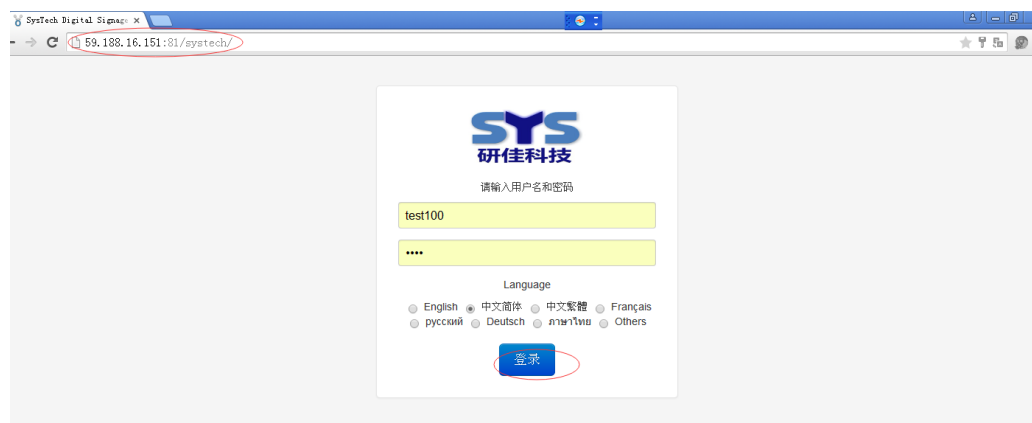 SysTech Digital Signage
59.188.16.151:81/systech/
SYS
研佳科技
请输入用户名和密码
test100
••••
Language
English 中文简体 中文繁體 Français
русский Deutsch ภาษาไทย Others
登录